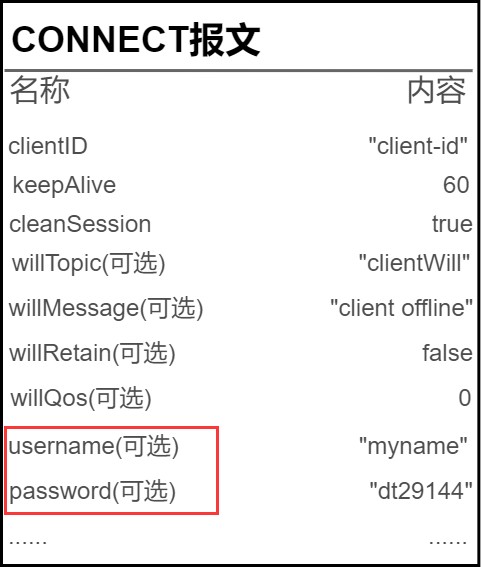 CONNECT报文
名称 内容
clientID "client-id"
keepAlive 60
cleanSession true
willTopic(可选) "clientWill"
willMessage(可选) "client offline"
willRetain(可选) false
willQos(可选) 0
username(可选) "myname"
password(可选) "dt29144"
...... ......